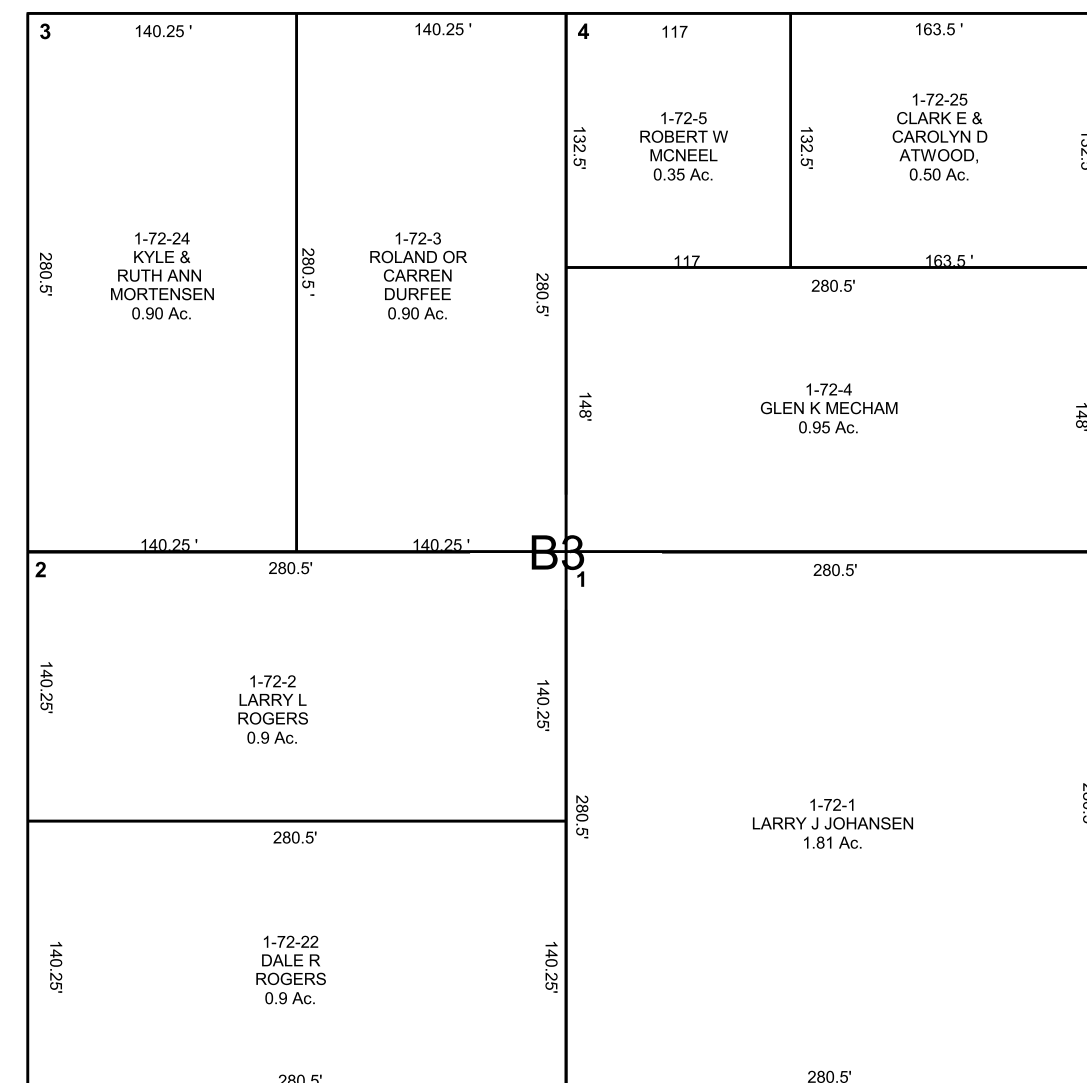 3
140.25 '
140.25 '
4
117
163.5 '
132.5'
1-72-5
ROBERT W
MCNEEL
0.35 Ac.
132.5'
1-72-25
CLARK E &
CAROLYN D
ATWOOD,
0.50 Ac.
117
163.5 '
280.5'
1-72-24
KYLE &
RUTH ANN
MORTENSEN
0.90 Ac.
280.5 '
1-72-3
ROLAND OR
CARREN
DURFEE
0.90 Ac.
280.5'
280.5'
148'
1-72-4
GLEN K MECHAM
0.95 Ac.
148'
140.25 '
140.25 '
B3
2
280.5'
1
280.5'
140.25'
1-72-2
LARRY L
ROGERS
0.9 Ac.
140.25'
280.5'
1-72-1
LARRY J JOHANSEN
1.81 Ac.
280.5'
140.25'
1-72-22
DALE R
ROGERS
0.9 Ac.
140.25'
280.5'
280.5'